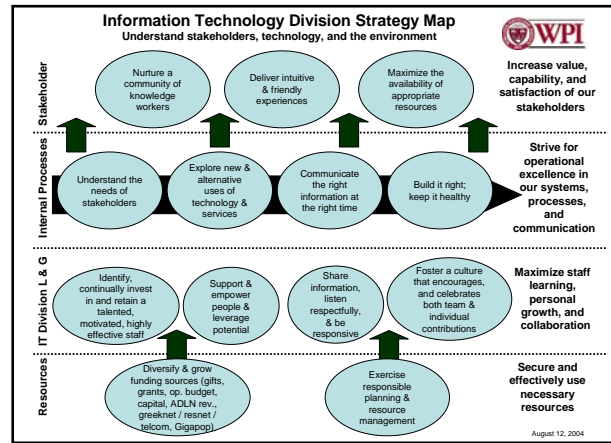 Information Technology Division Strategy Map
Understand stakeholders, technology, and the environment
WPI
Stakeholder
Nurture a
community of
knowledge
workers
Deliver intuitive
& friendly
experiences
Maximize the
availability of
appropriate
resources
Increase value,
capability, and
satisfaction of our
stakeholders
Internal Processes
Understand the
needs of
stakeholders
Explore new &
alternative
uses of
technology &
services
Communicate
the right
information at
the right time
Build it right;
keep it healthy
Strive for
operational
excellence in
our systems,
processes,
and
communication
IT Division L & G
Identify,
continually invest
in and retain a
talented,
motivated, highly
effective staff
Support &
empower
people &
leverage
potential
Share
information,
listen
respectfully,
& be
responsive
Foster a culture
that encourages,
and celebrates
both team &
individual
contributions
Maximize staff
learning,
personal
growth, and
collaboration
Resources
Diversify & grow
funding sources (gifts,
grants, op. budget,
capital, ADLN rev.,
greeknet / resnet /
telcom, Gigapop)
Exercise
responsible
planning &
resource
management
Secure and
effectively use
necessary
resources
August 12, 2004